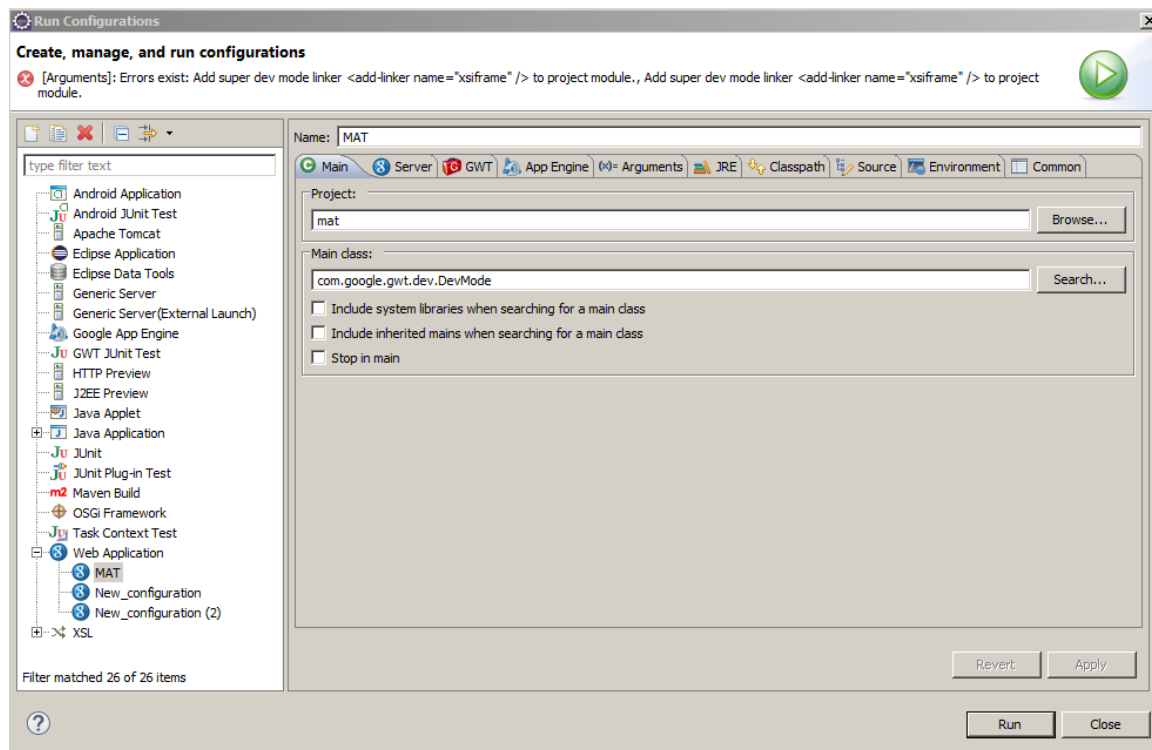 Run Configurations
Create, manage, and run configurations
[Arguments]: Errors exist: Add super dev mode linker <add-linker name="xsiframe" /> to project module., Add super dev mode linker <add-linker name="xsiframe" /> to project
module.
type filter text
Android Application
Android JUnit Test
Apache Tomcat
Eclipse Application
Eclipse Data Tools
Generic Server
Generic Server(External Launch)
Google App Engine
GWT JUnit Test
HTTP Preview
J2EE Preview
Java Applet
Java Application
JUnit
JUnit Plug-in Test
m2 Maven Build
OSGi Framework
Task Context Test
Web Application
MAT
New_configuration
New_configuration (2)
XSL
Filter matched 26 of 26 items
Name: MAT
Main Server GWT App Engine (x)= Arguments JRE Classpath Source Environment Common
Project:
mat Browse...
Main class:
com.google.gwt.dev.DevMode Search...
Include system libraries when searching for a main class
Include inherited mains when searching for a main class
Stop in main
Revert Apply
? Run Close